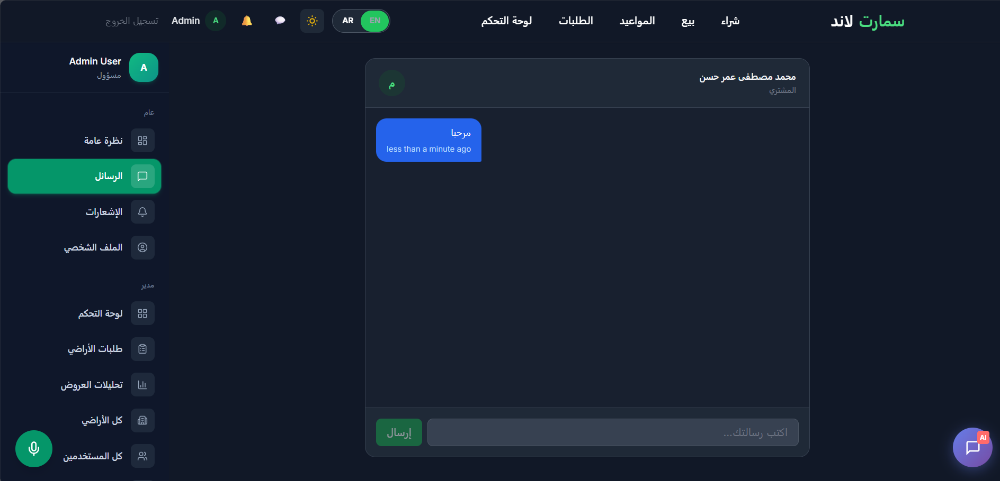 سمارت لاند
شراء
بيع
المواعيد
الطلبات
لوحة التحكم
AR EN
A Admin
تسجيل الخروج
A
Admin User
مسؤول
عام
نظرة عامة
الرسائل
الإشعارات
الملف الشخصي
مدير
لوحة التحكم
طلبات الأراضي
تحليلات العروض
كل الأراضي
كل المستخدمين
محمد مصطفى عمر حسن
المشتري
م
مرحبا
less than a minute ago
اكتب رسالتك...
إرسال
AI